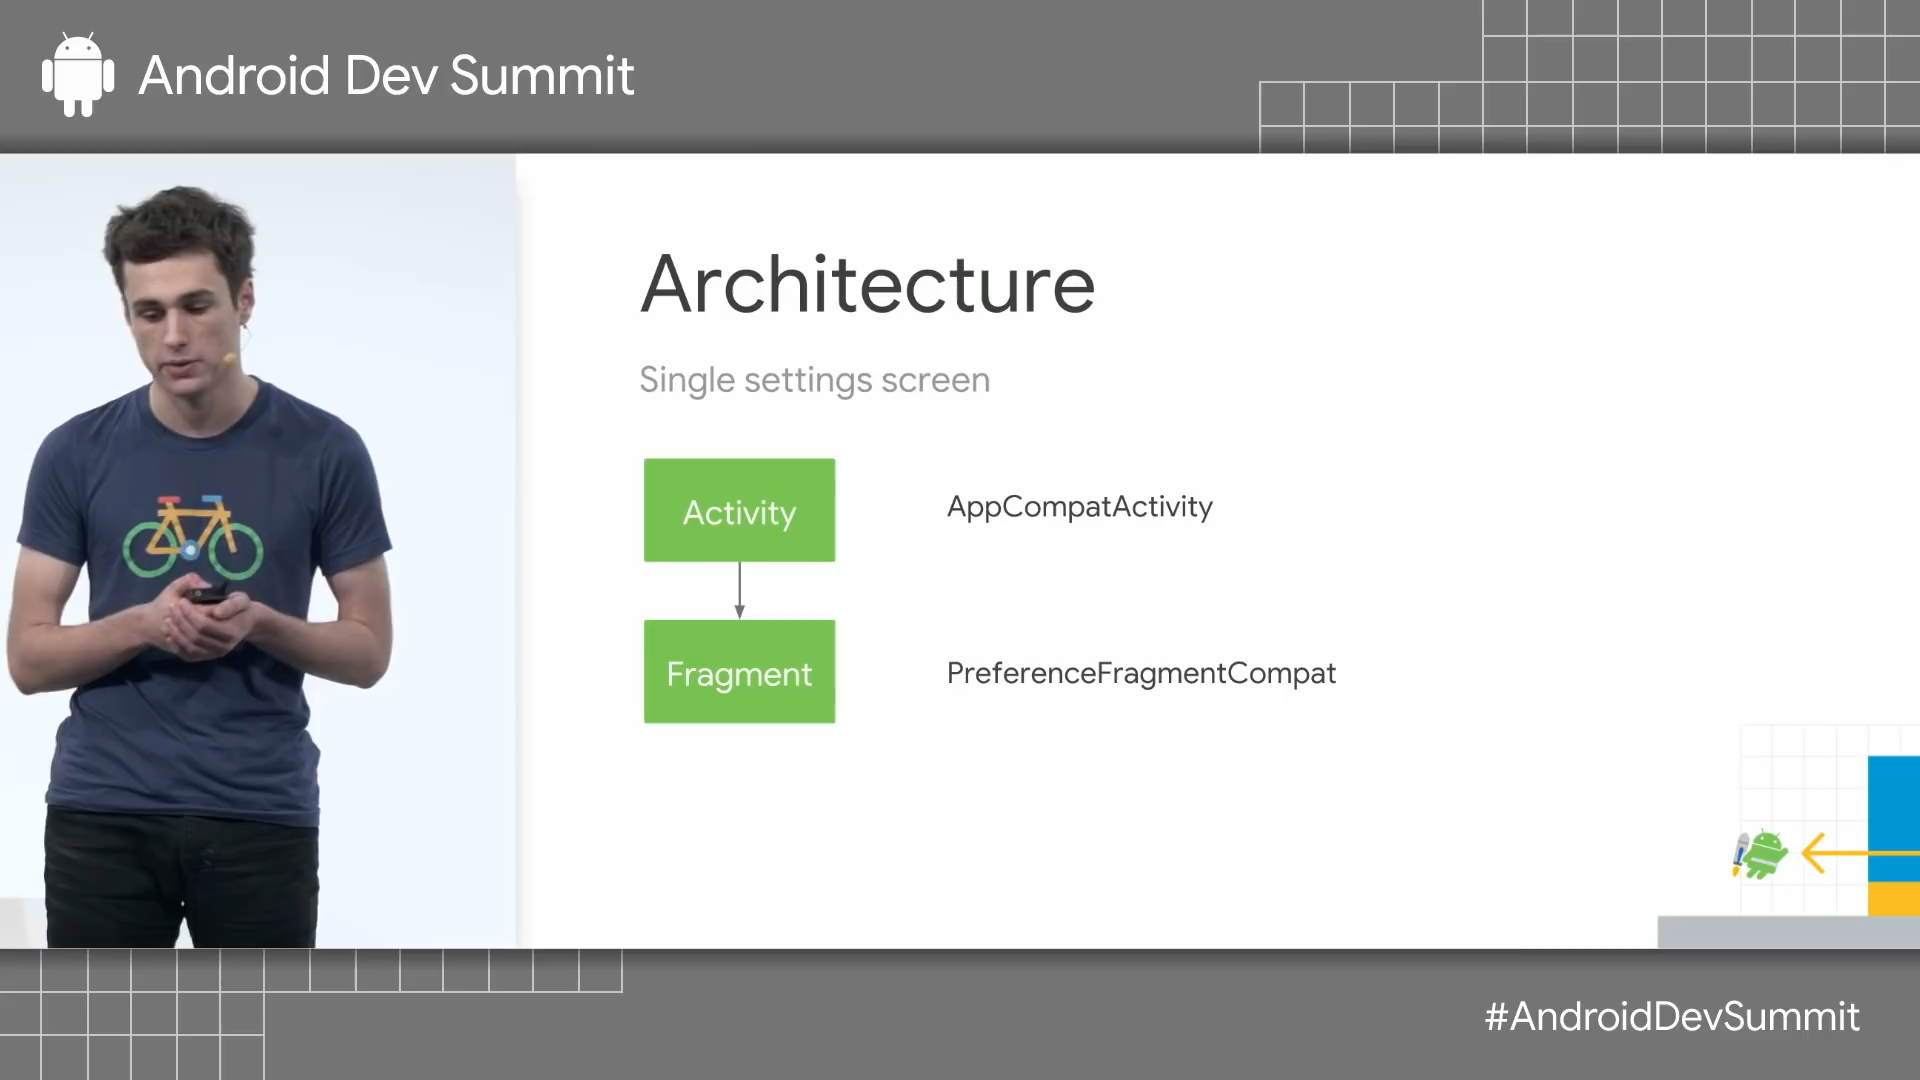 Android Dev Summit
Architecture
Single settings screen
Activity
AppCompatActivity
Fragment
PreferenceFragmentCompat
#AndroidDevSummit